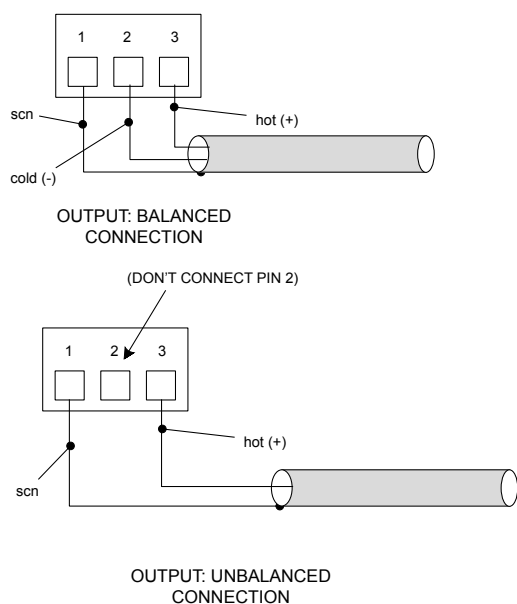 1 2 3
scn
hot (+)
cold (-)
OUTPUT: BALANCED
CONNECTION
(DON'T CONNECT PIN 2)
1 2 3
hot (+)
scn
OUTPUT: UNBALANCED
CONNECTION